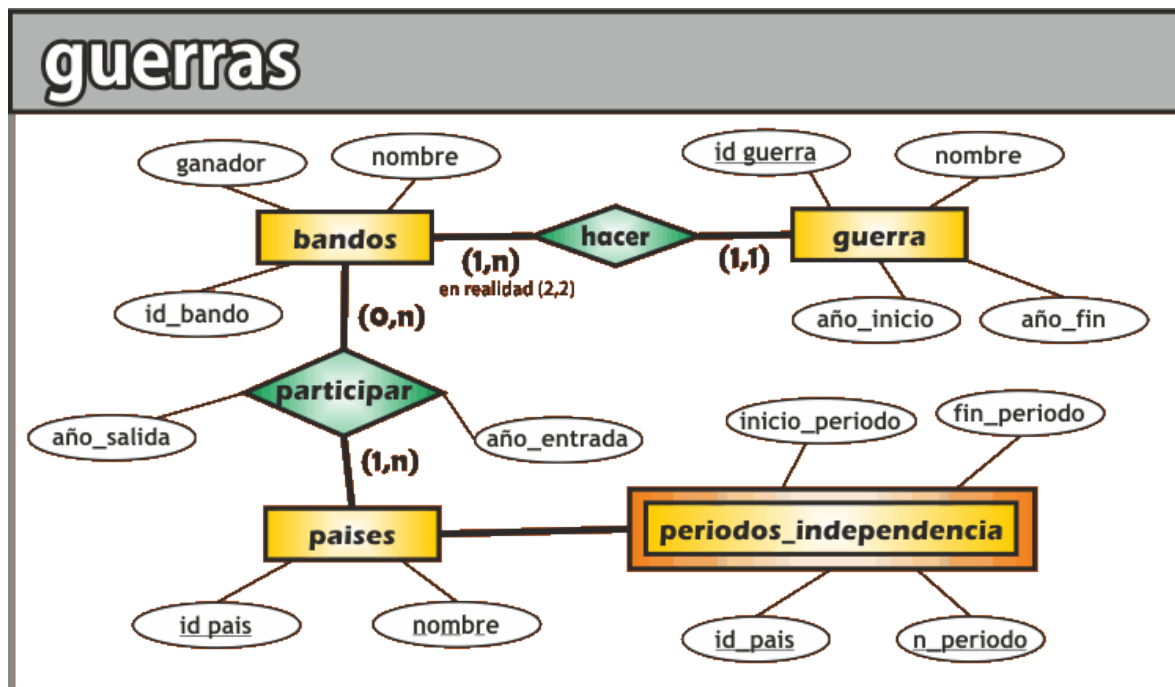 guerras
ganador
nombre
id guerra
nombre
bandos
hacer
guerra
(1,n)
en realidad (2,2)
(1,1)
id_bando
(0,n)
año_inicio
año_fin
participar
año_salida
año_entrada
(1,n)
inicio_periodo
fin_periodo
paises
periodos_independencia
id pais
nombre
id_pais
n_periodo